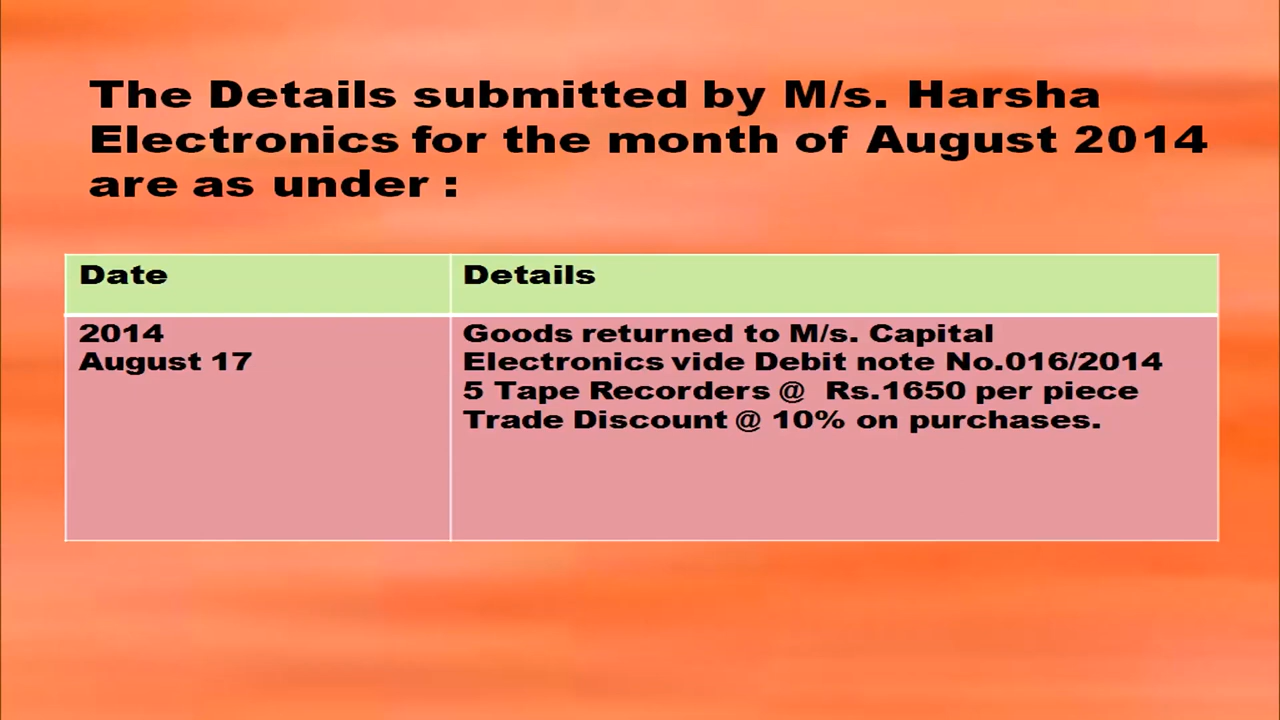 The Details submitted by M/s. Harsha
Electronics for the month of August 2014
are as under :
Date
Details
2014
August 17
Goods returned to M/s. Capital
Electronics vide Debit note No.016/2014
5 Tape Recorders @ Rs.1650 per piece
Trade Discount @ 10% on purchases.